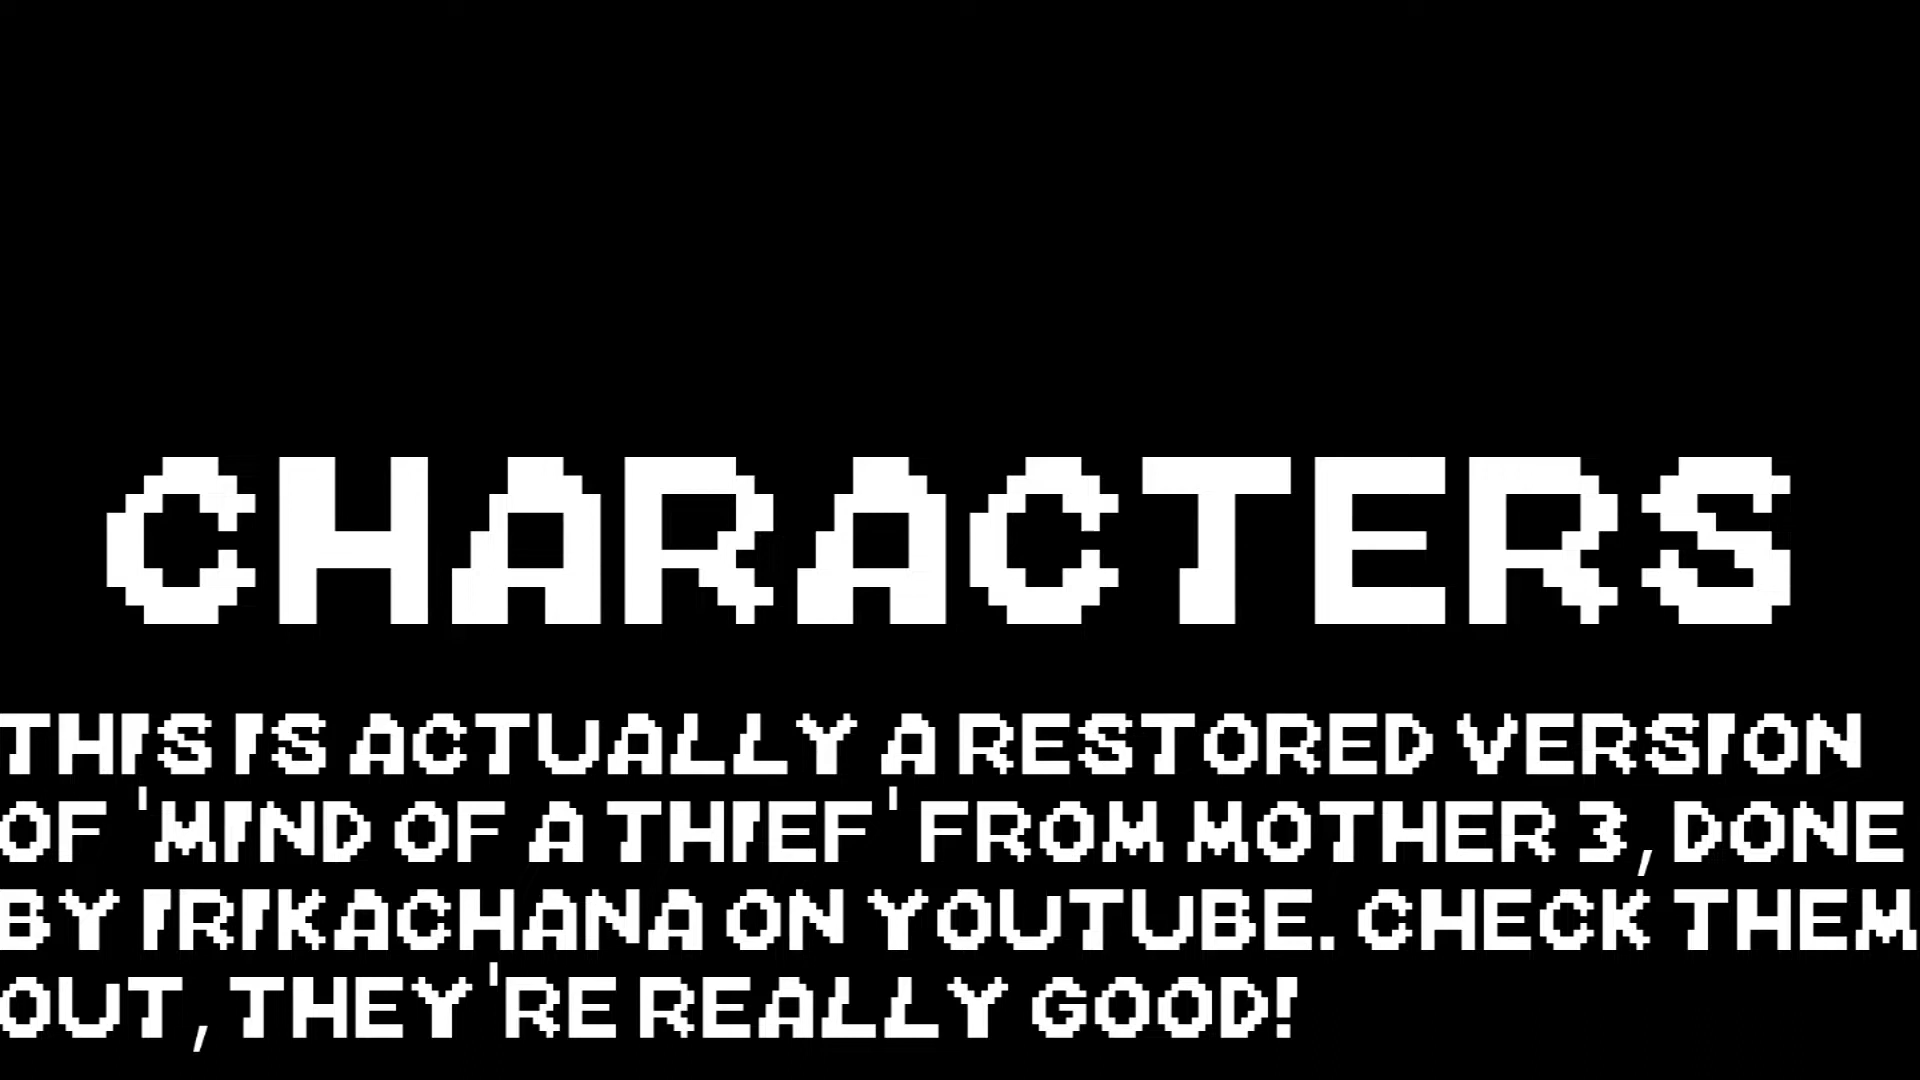 CHARACTERS
THIS IS ACTUALLY A RESTORED VERSION
OF 'MIND OF A THIEF' FROM MOTHER 3, DONE
BY IRIKACHANA ON YOUTUBE. CHECK THEM
OUT, THEY'RE REALLY GOOD!